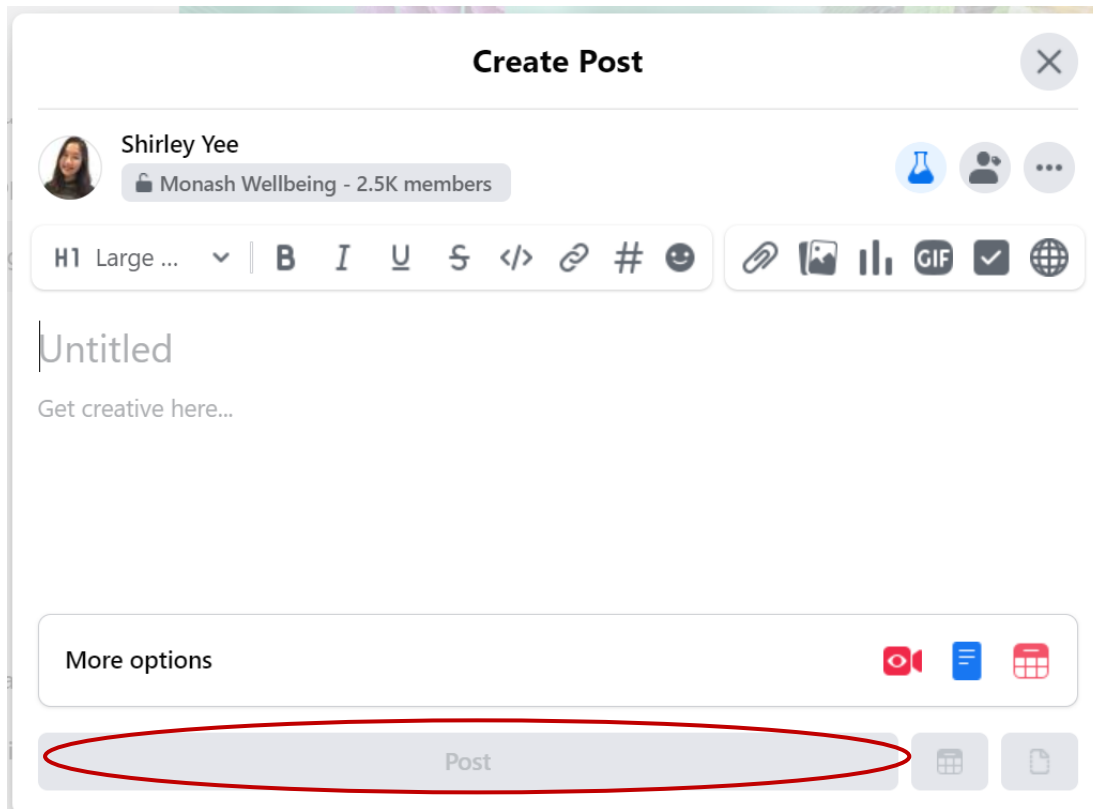 Create Post
Shirley Yee
Monash Wellbeing - 2.5K members
H1 Large ... B I U S </> # GIF
Untitled
Get creative here...
More options
Post